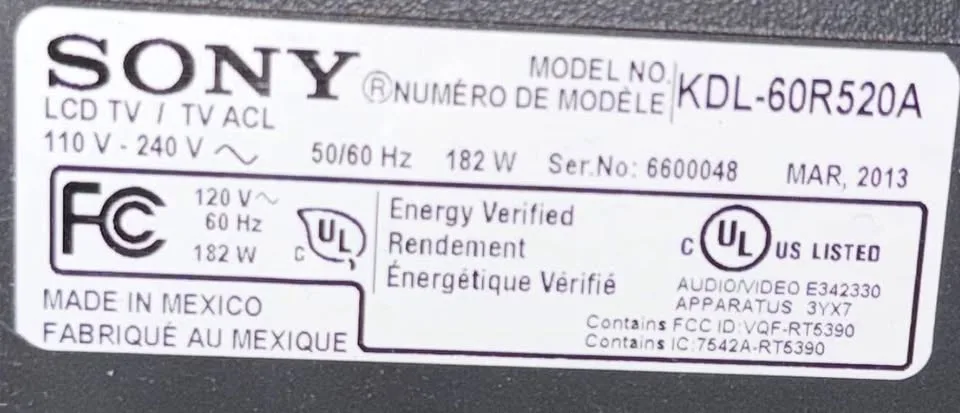 SONY ® MODEL NO. KDL-60R520A
NUMÉRO DE MODÈLE
LCD TV / TV ACL
110 V - 240 V ~ 50/60 Hz 182 W Ser.No: 6600048 MAR, 2013
FC
120 V~
60 Hz
182 W
C UL
Energy Verified
Rendement
Énergétique Vérifié
C UL US LISTED
AUDIO/VIDEO E342330
APPARATUS 3YX7
Contains FCC ID:VQF-RT5390
Contains IC:7542A-RT5390
MADE IN MEXICO
FABRIQUÉ AU MEXIQUE